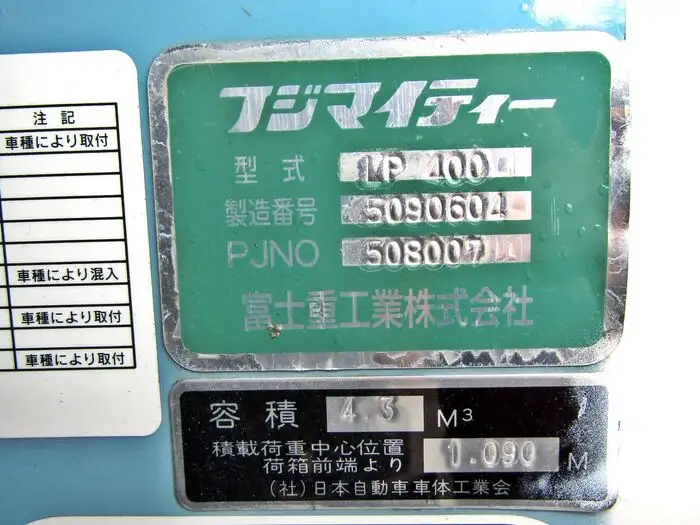 注記
車種により取付
車種により混入
車種により取付
車種により取付
フジマイティー
型式 LP 400
製造番号 5090604
PJNO 508007
富士重工業株式会社
容積 4.3 M³
積載荷重中心位置
荷箱前端より 1.090 M
(社)日本自動車車体工業会